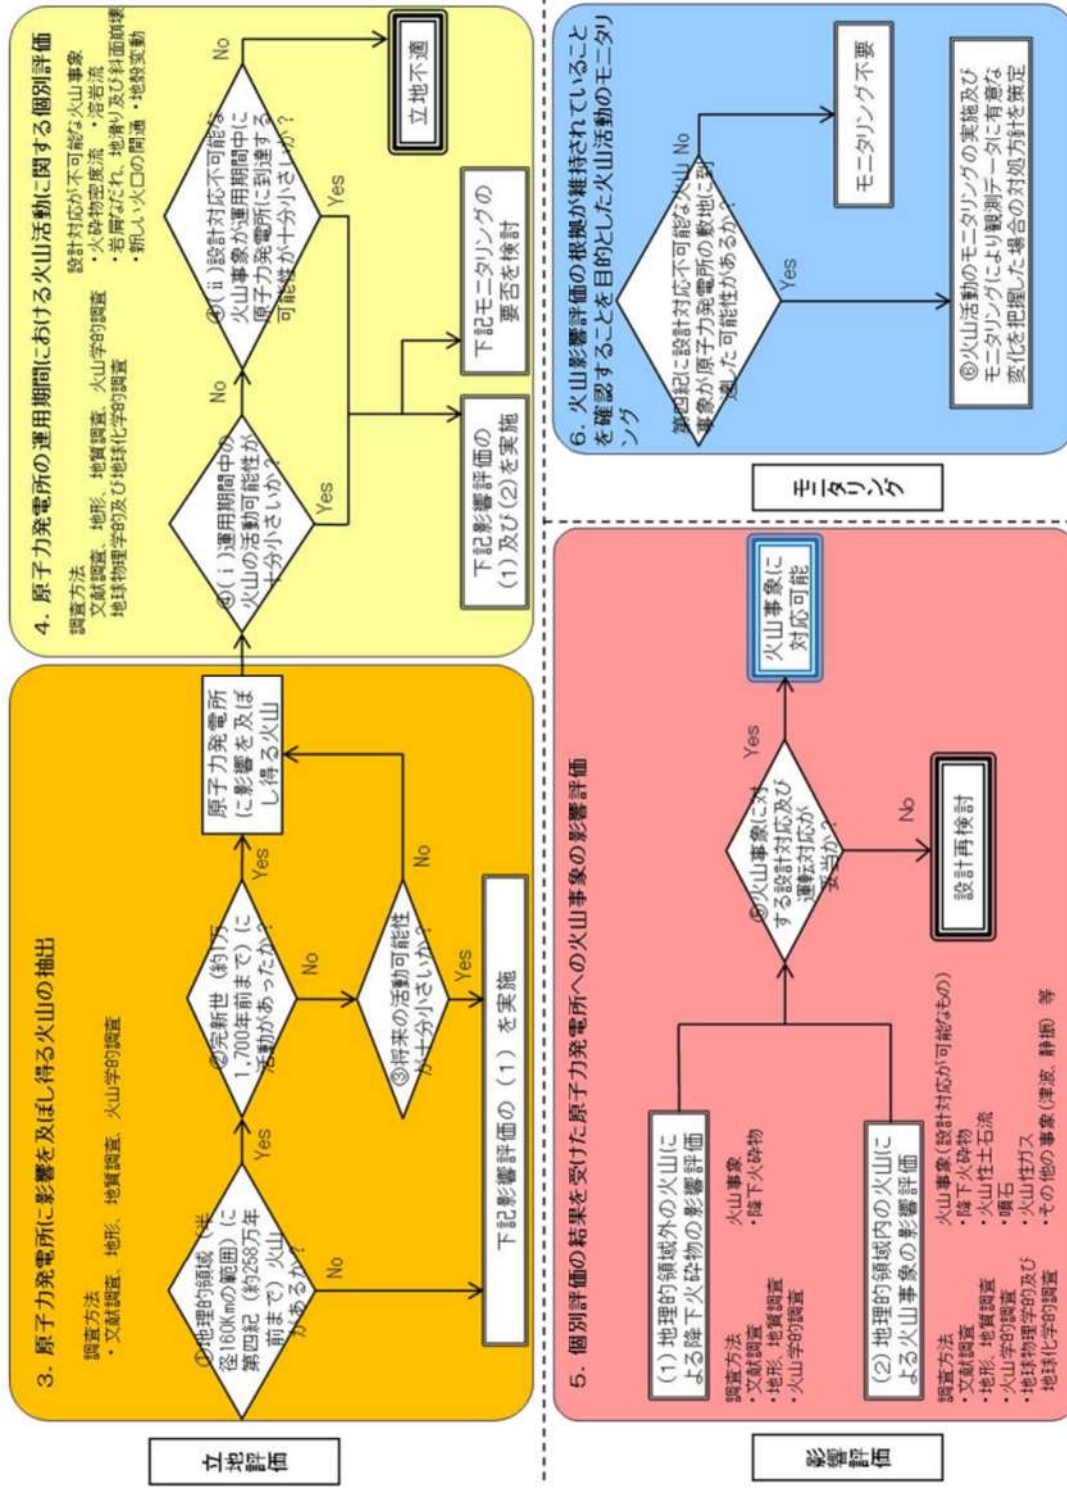 立地
評価
3. 原子力発電所に影響を及ぼし得る火山の抽出
調査方法
・文献調査、地形、地質調査、火山学的調査
①地理的領域（半
径160Kmの範囲）に
第四紀（約258万年
前まで）火山
があるか？
Yes
No
②完新世（約1万
1,700年前まで）に
活動があったか？
Yes
No
③将来の活動可能性
が十分小さいか？
No
Yes
原子力発電所
に影響を及ぼ
し得る火山
下記影響評価の（1）を実施
4. 原子力発電所の運用期間における火山活動に関する個別評価
調査方法
文献調査、地形、地質調査、火山学的調査
地球物理学的及び地球化学的調査
設計対応が不可能な火山事象
・火砕物密度流 ・溶岩流
・岩屑なだれ、地滑り及び斜面崩壊
・新しい火口の開通 ・地殻変動
④(ⅰ)運用期間中の
火山の活動可能性が
十分小さいか？
No
Yes
④(ⅱ)設計対応不可能な
火山事象が運用期間中に
原子力発電所に到達する
可能性が十分小さいか？
No
Yes
立地不適
下記影響評価の
(1)及び(2)を実施
下記モニタリングの
要否を検討
影響
評価
5. 個別評価の結果を受けた原子力発電所への火山事象の影響評価
(1)地理的領域外の火山に
よる降下火砕物の影響評価
調査方法
・文献調査
・地形、地質調査
・火山学的調査
火山事象
・降下火砕物
(2)地理的領域内の火山に
よる火山事象の影響評価
調査方法
・文献調査
・地形、地質調査
・火山学的調査
・地球物理学的及び
地球化学的調査
火山事象(設計対応が可能なもの)
・降下火砕物
・火山性土石流
・噴石
・火山性ガス
・その他の事象(津波、静振) 等
⑤火山事象に対
する設計対応及び
運転対応が
妥当か？
Yes
No
火山事象に
対応可能
設計再検討
モニタリング
6. 火山影響評価の根拠が維持されていること
を確認することを目的とした火山活動のモニタリ
ング
第四紀に設計対応不可能な火山
事象が原子力発電所の敷地に到
達した可能性があるか？
No
Yes
モニタリング不要
⑥火山活動のモニタリングの実施及び
モニタリングにより観測データに有意な
変化を把握した場合の対処方針を策定